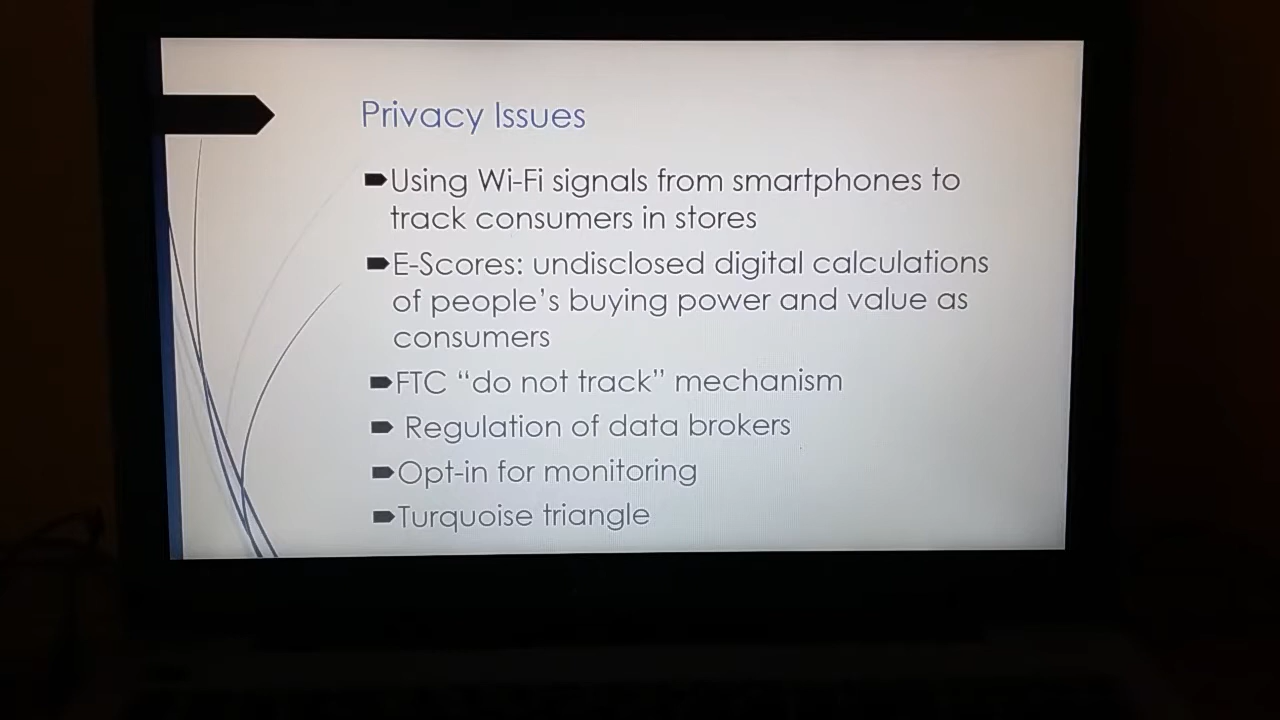 Privacy Issues
Using Wi-Fi signals from smartphones to
track consumers in stores
E-Scores: undisclosed digital calculations
of people’s buying power and value as
consumers
FTC “do not track” mechanism
Regulation of data brokers
Opt-in for monitoring
Turquoise triangle